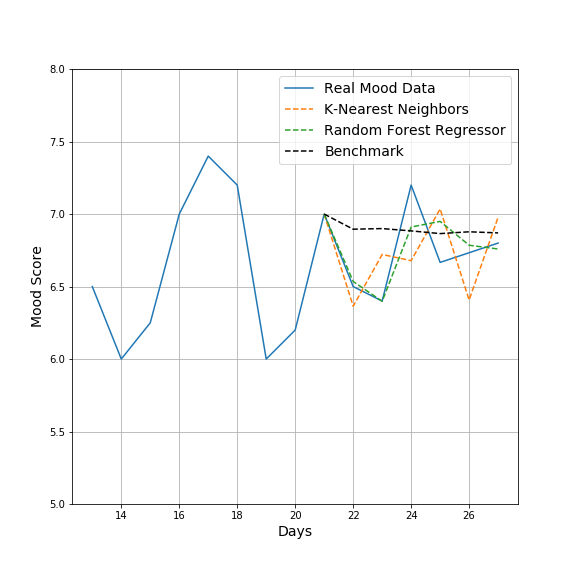 8.0
7.5
7.0
6.5
6.0
5.5
5.0
Mood Score
Real Mood Data
K-Nearest Neighbors
Random Forest Regressor
Benchmark
14 16 18 20 22 24 26
Days